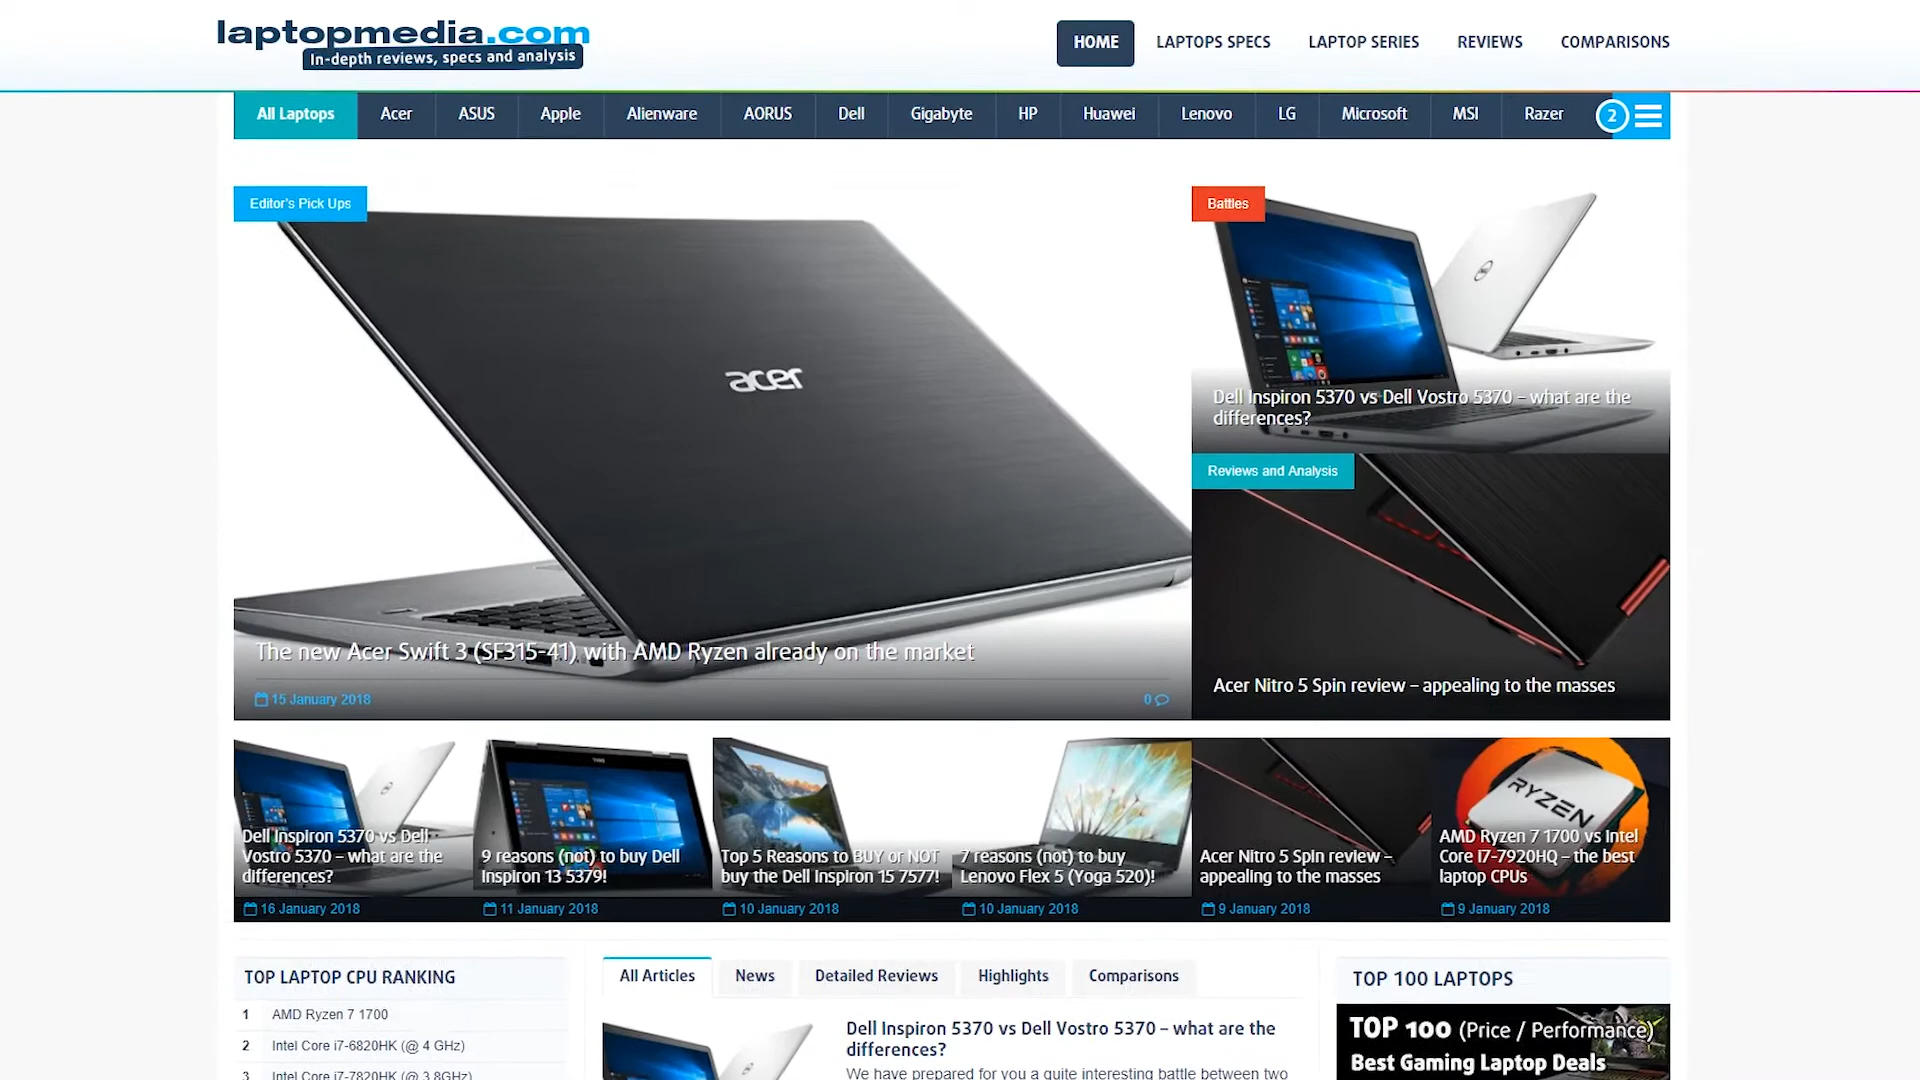 laptopmedia.com
In-depth reviews, specs and analysis
HOME
LAPTOPS SPECS
LAPTOP SERIES
REVIEWS
COMPARISONS
All Laptops
Acer
ASUS
Apple
Alienware
AORUS
Dell
Gigabyte
HP
Huawei
Lenovo
LG
Microsoft
MSI
Razer
2
Editor's Pick Ups
acer
The new Acer Swift 3 (SF315-41) with AMD Ryzen already on the market
15 January 2018
0
Battles
Dell Inspiron 5370 vs Dell Vostro 5370 – what are the
differences?
Reviews and Analysis
Acer Nitro 5 Spin review – appealing to the masses
Dell Inspiron 5370 vs Dell
Vostro 5370 – what are the
differences?
16 January 2018
9 reasons (not) to buy Dell
Inspiron 13 5379!
11 January 2018
Top 5 Reasons to BUY or NOT
buy the Dell Inspiron 15 7577!
10 January 2018
7 reasons (not) to buy
Lenovo Flex 5 (Yoga 520)!
10 January 2018
Acer Nitro 5 Spin review –
appealing to the masses
9 January 2018
RYZEN
AMD Ryzen 7 1700 vs Intel
Core i7-7920HQ – the best
laptop CPUs
9 January 2018
TOP LAPTOP CPU RANKING
1 AMD Ryzen 7 1700
2 Intel Core i7-6820HK (@ 4 GHz)
3 Intel Core i7-7820HK (@ 3.8GHz)
All Articles
News
Detailed Reviews
Highlights
Comparisons
Dell Inspiron 5370 vs Dell Vostro 5370 – what are the
differences?
We have prepared for you a quite interesting battle between two
TOP 100 LAPTOPS
TOP 100 (Price / Performance)
Best Gaming Laptop Deals